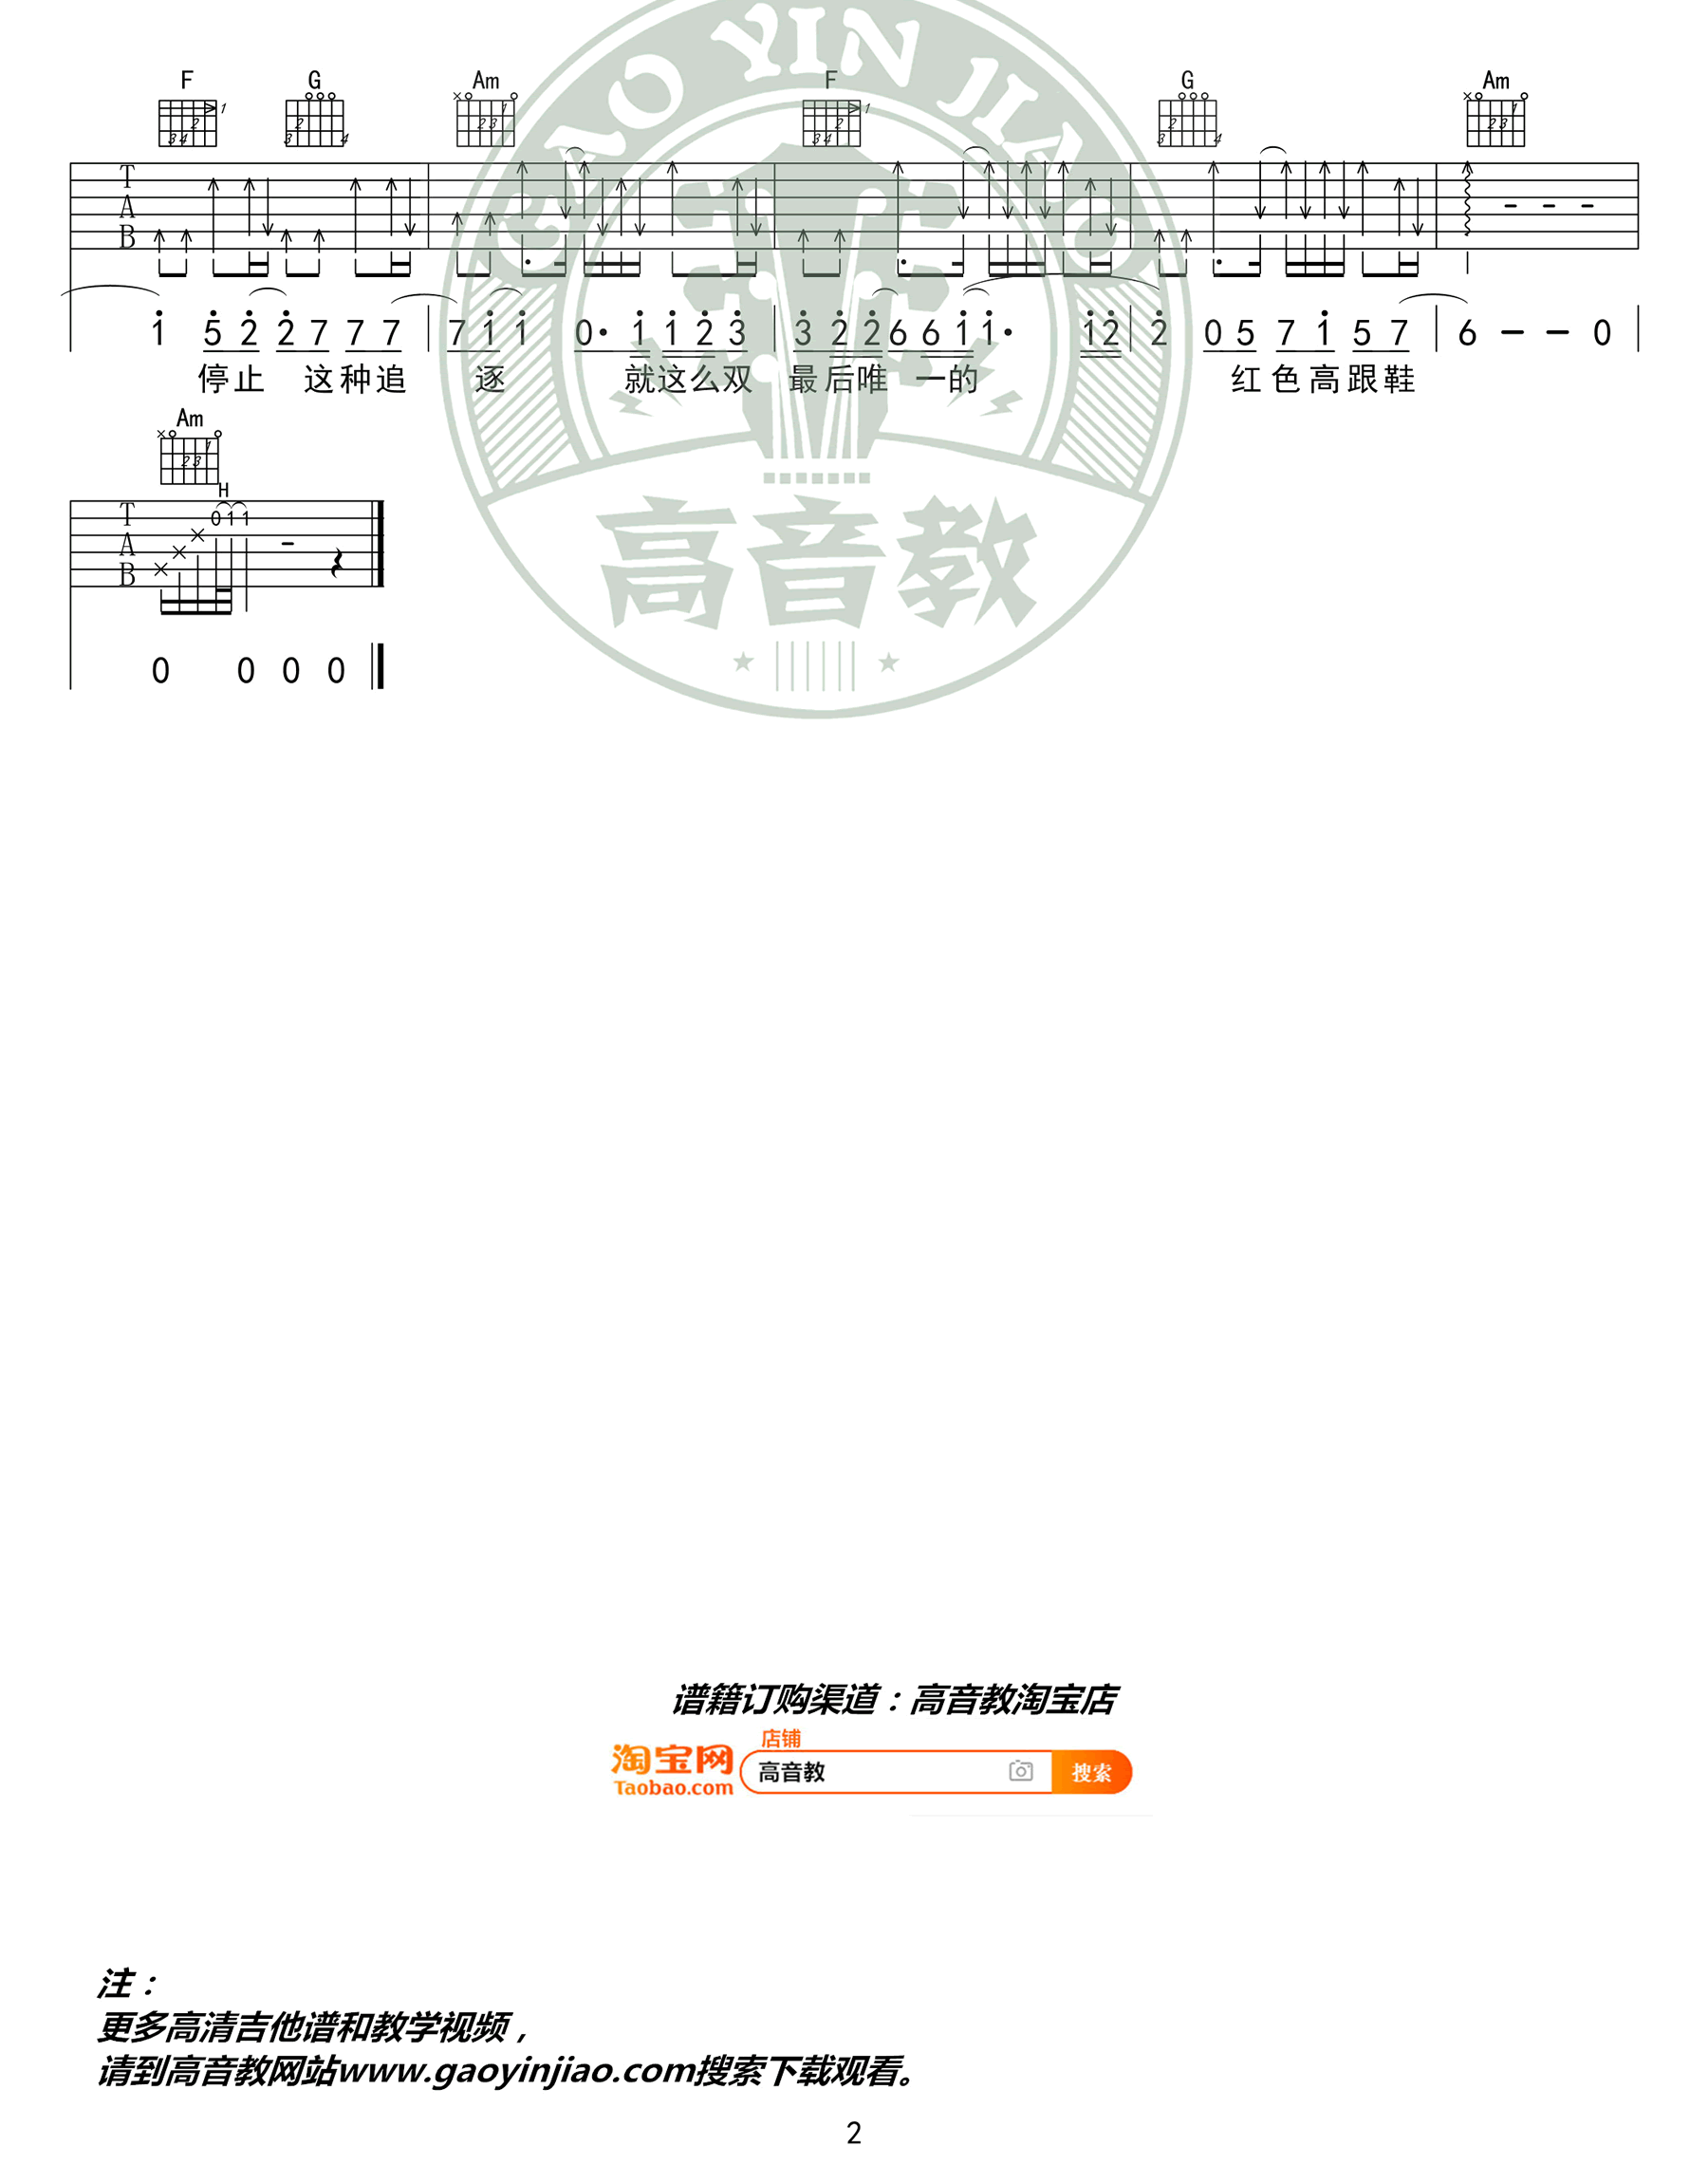 GAO YIN JIAO
F G Am F G Am
T
A
B
1 5 2 2 7 7 7 7 1 1 0· 1 1 2 3 3 2 2 6 6 1 1· 1 2 2 0 5 7 1 5 7 6 - - 0
停止 这种追 逐 就这么双 最后唯 一的 红色高跟鞋
Am
H
T
A
B
0 1 1
0 0 0 0
高音教
谱籍订购渠道：高音教淘宝店
店铺
淘宝网 高音教 搜索
Taobao.com
注：
更多高清吉他谱和教学视频，
请到高音教网站www.gaoyinjiao.com搜索下载观看。
2